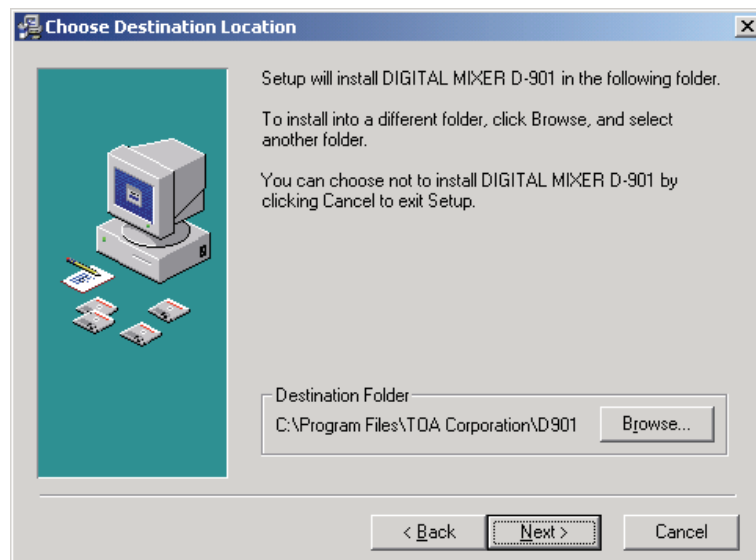 Choose Destination Location
Setup will install DIGITAL MIXER D-901 in the following folder.
To install into a different folder, click Browse, and select
another folder.
You can choose not to install DIGITAL MIXER D-901 by
clicking Cancel to exit Setup.
Destination Folder
C:\Program Files\TOA Corporation\D901
Browse...
< Back
Next >
Cancel